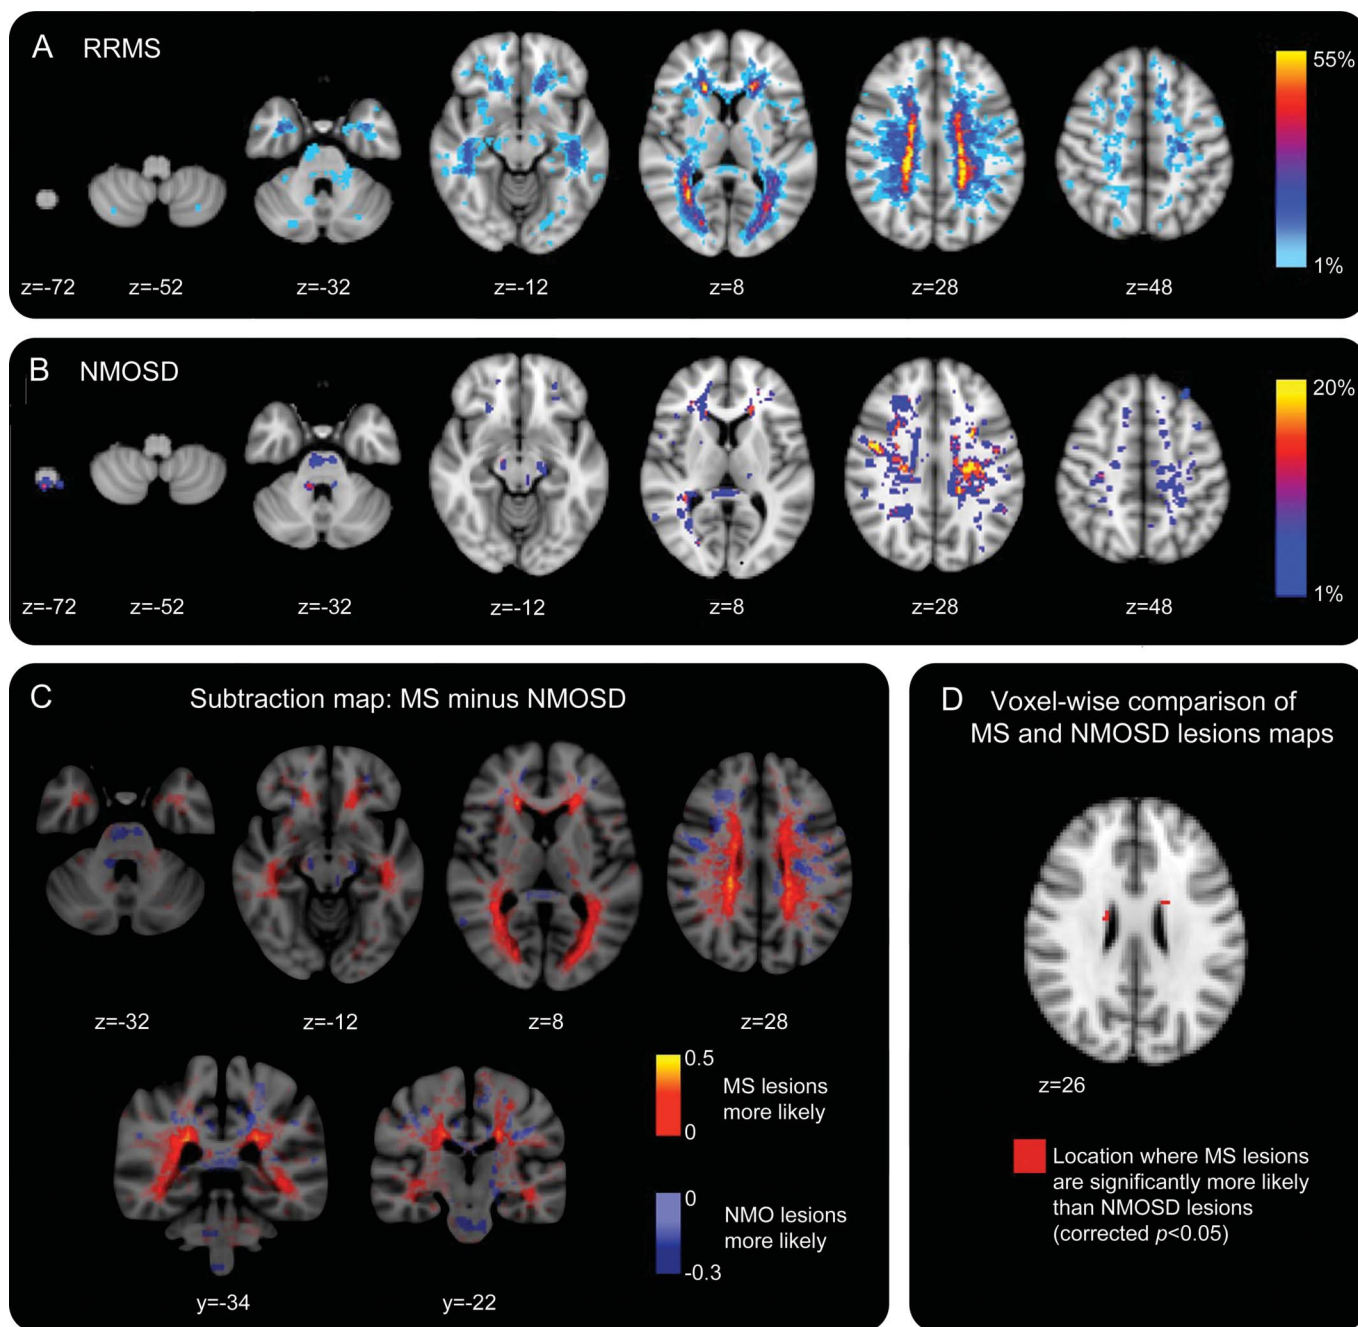 A RRMS
55%
1%
z=-72 z=-52 z=-32 z=-12 z=8 z=28 z=48
B NMOSD
20%
1%
z=-72 z=-52 z=-32 z=-12 z=8 z=28 z=48
C Subtraction map: MS minus NMOSD
z=-32 z=-12 z=8 z=28
0.5
MS lesions
more likely
0
0
NMO lesions
more likely
-0.3
y=-34 y=-22
D Voxel-wise comparison of
MS and NMOSD lesions maps
z=26
Location where MS lesions
are significantly more likely
than NMOSD lesions
(corrected p<0.05)